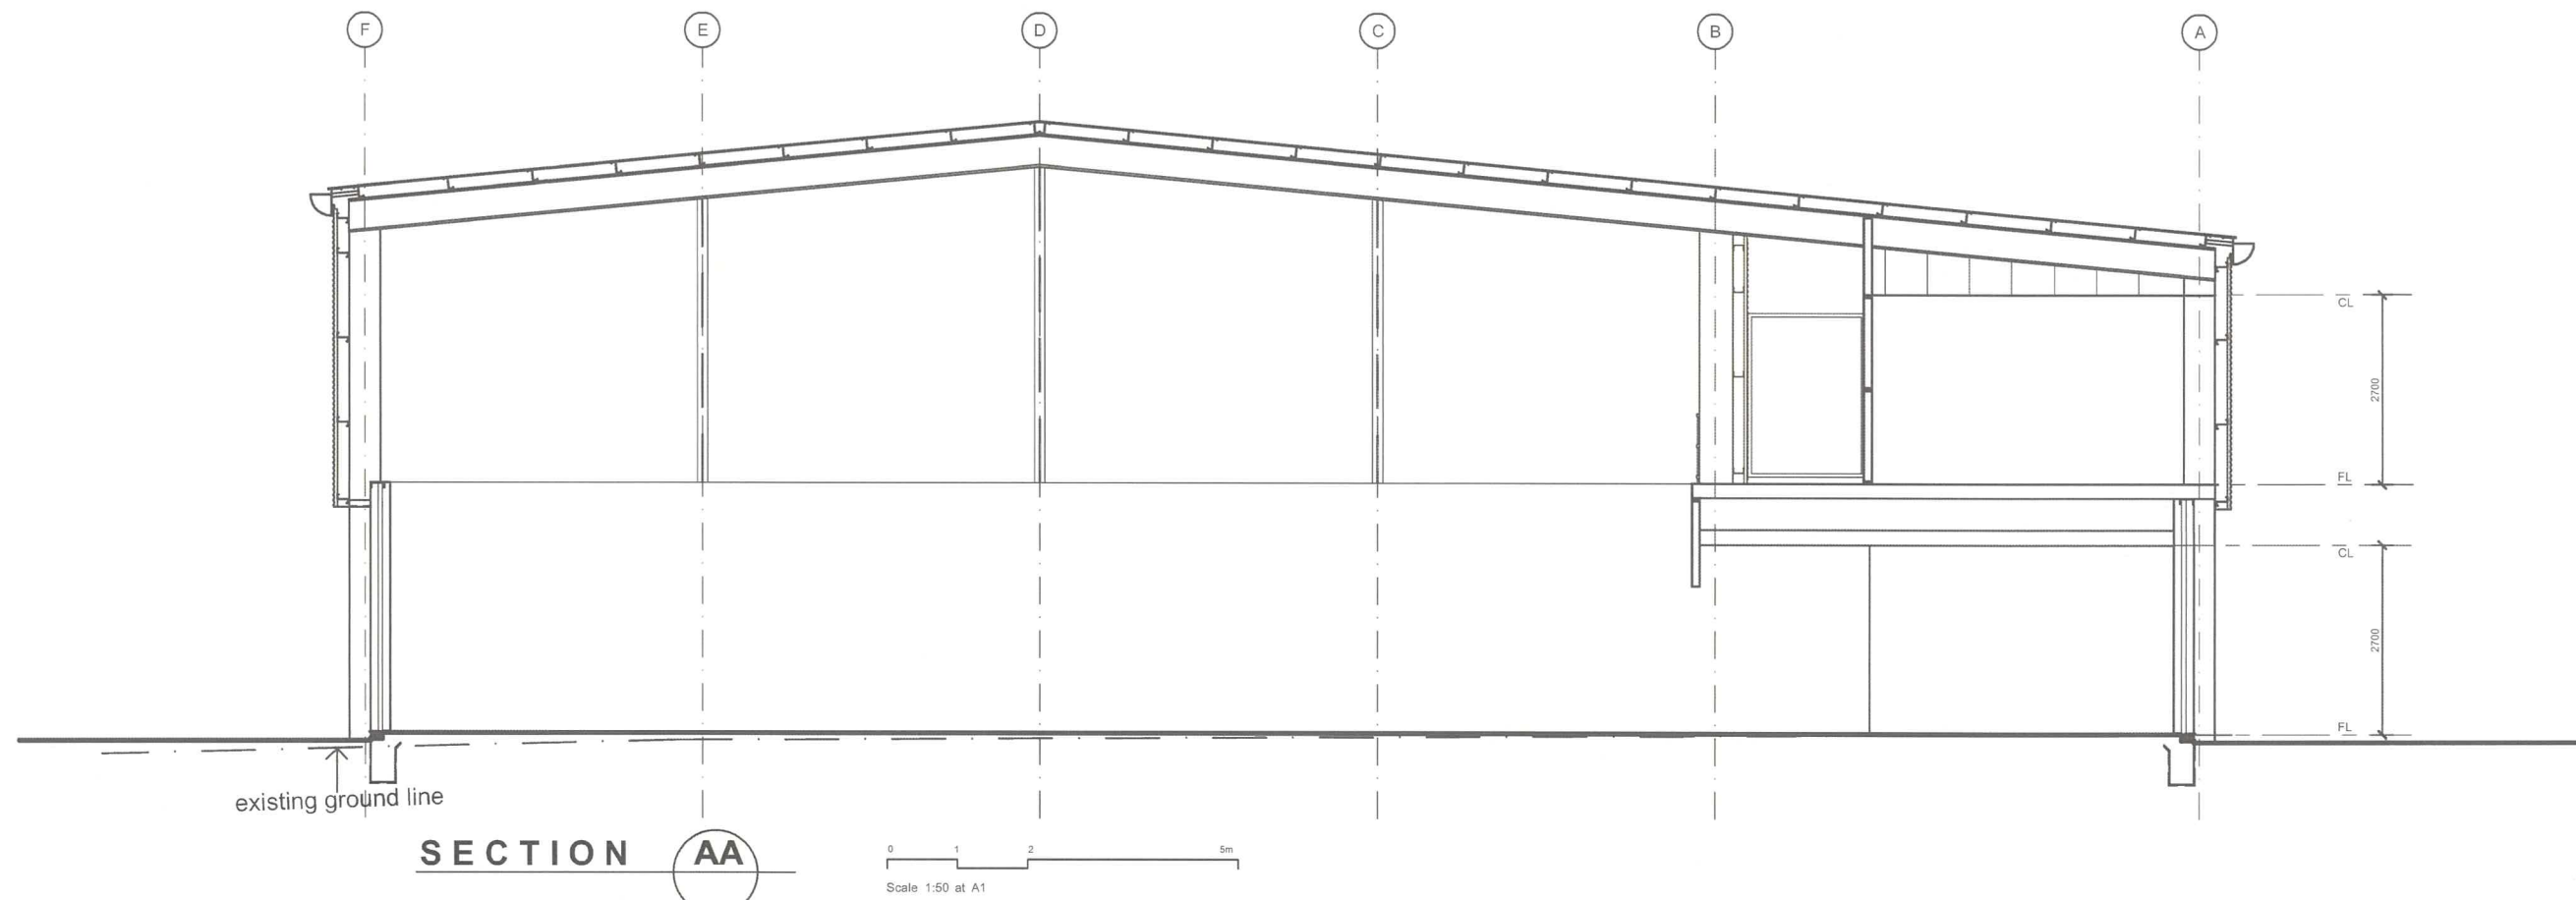 F E D C B A
CL
2700
FL
CL
2700
FL
existing ground line
SECTION AA
0 1 2 5m
Scale 1:50 at A1